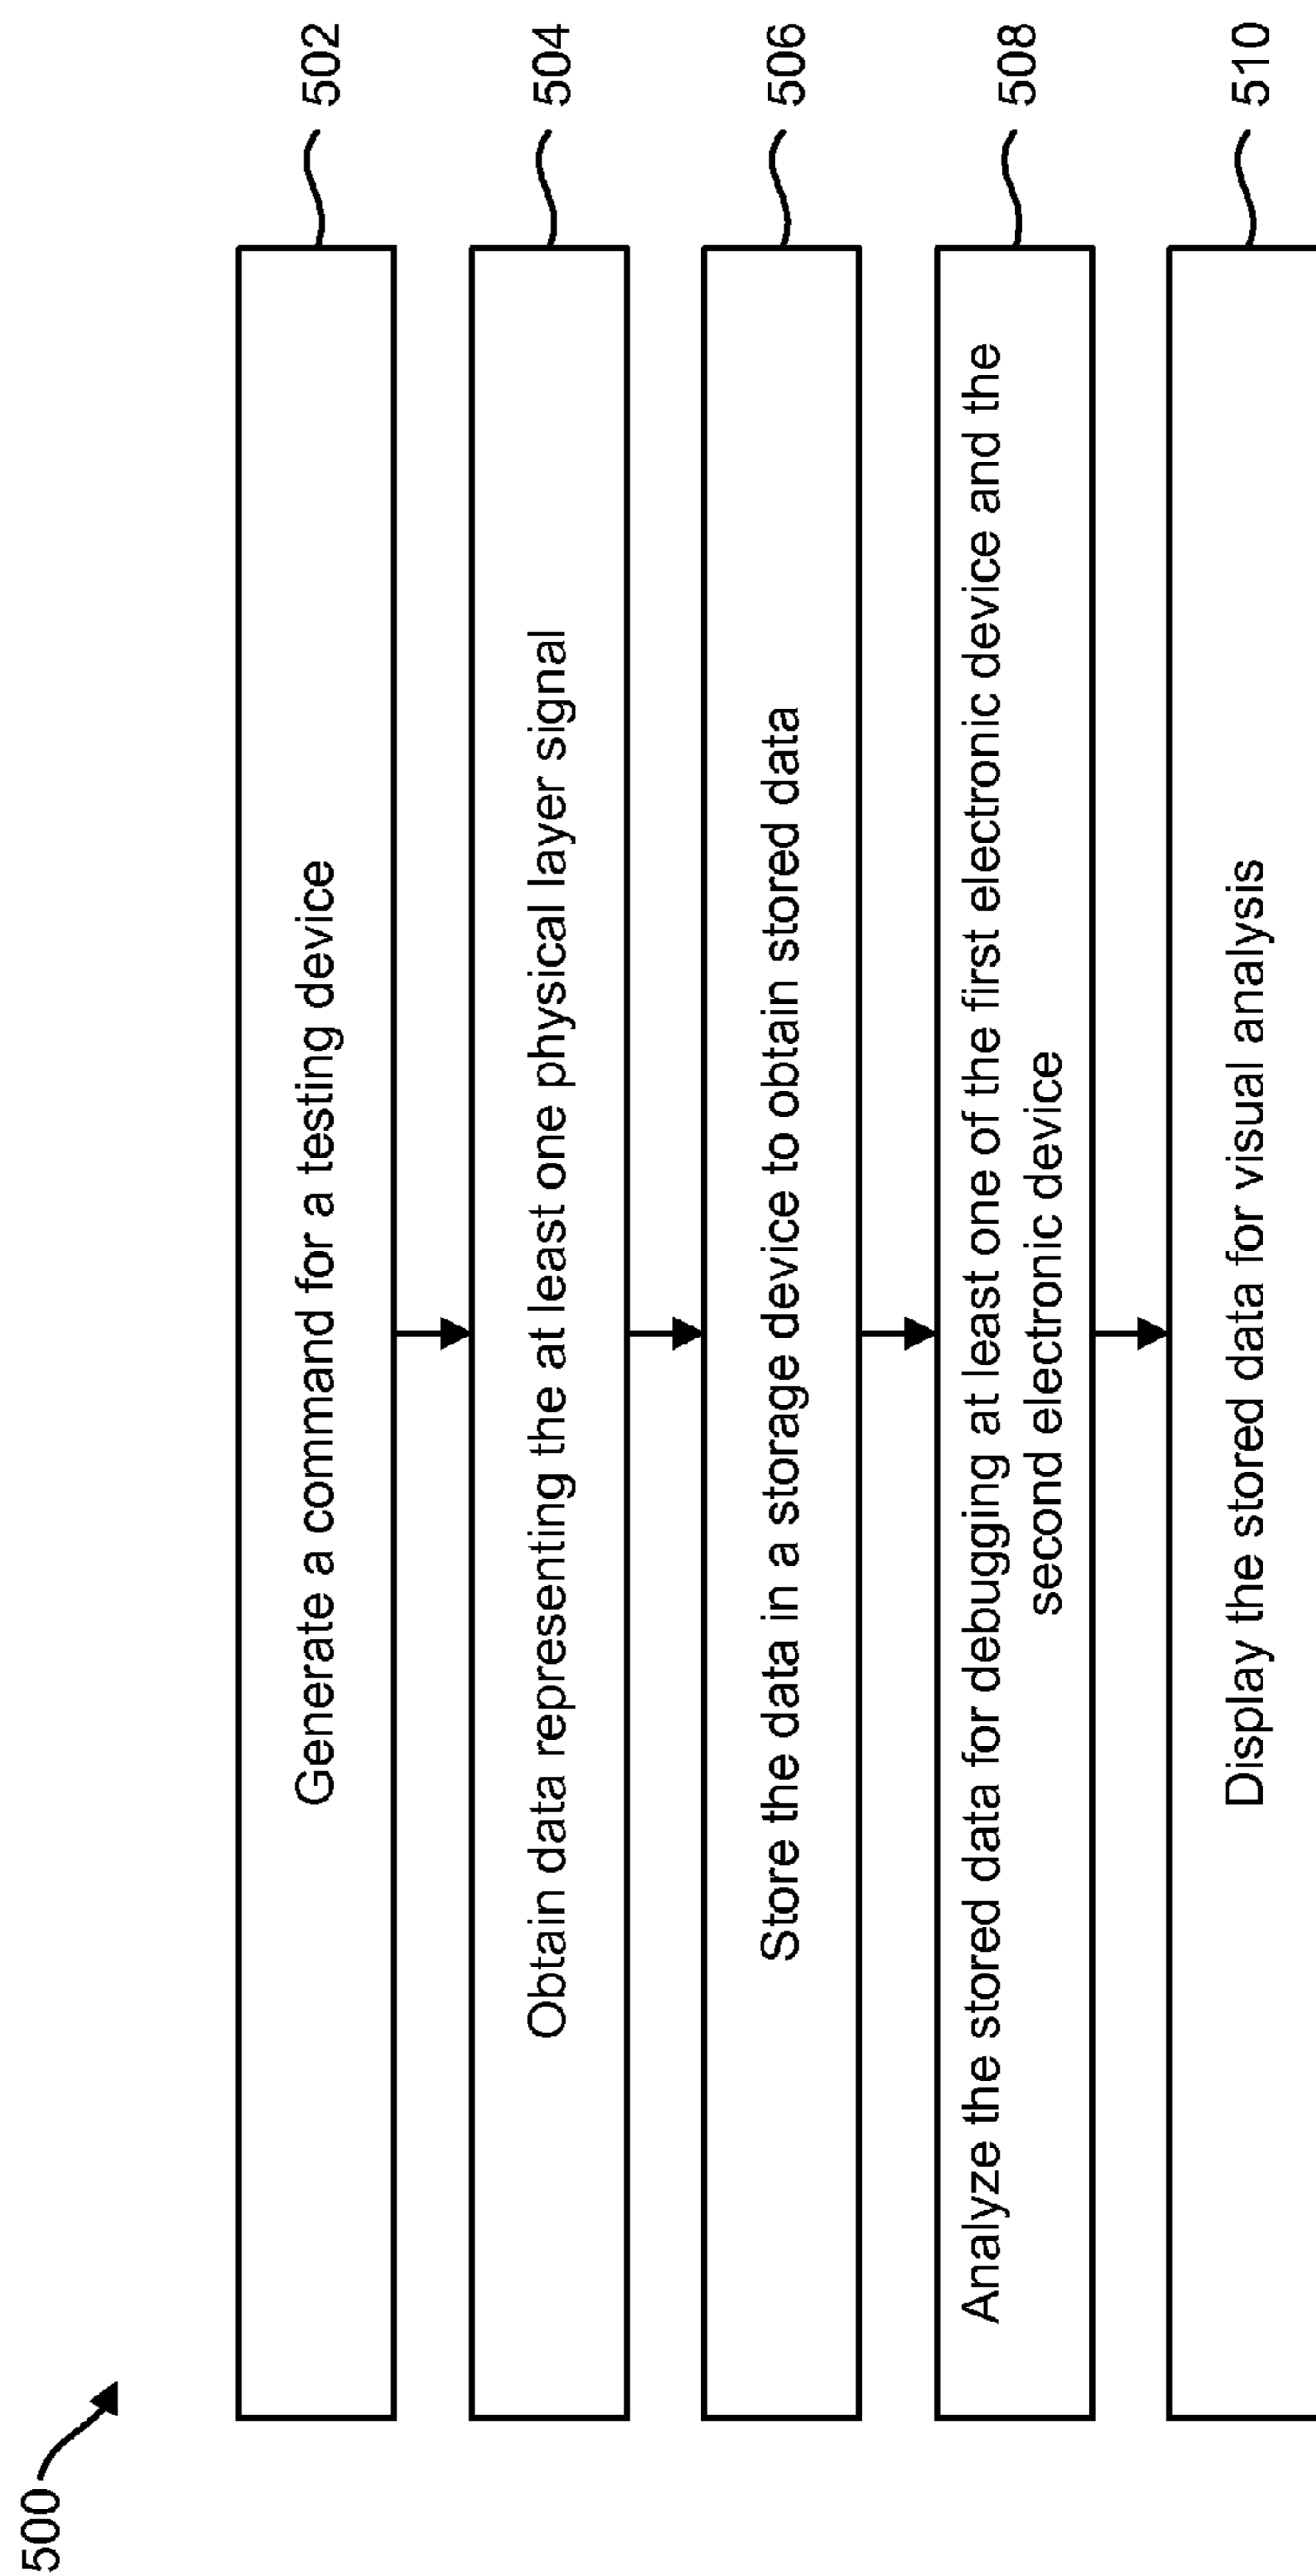 500
Generate a command for a testing device
502
Obtain data representing the at least one physical layer signal
504
Store the data in a storage device to obtain stored data
506
Analyze the stored data for debugging at least one of the first electronic device and the
second electronic device
508
Display the stored data for visual analysis
510